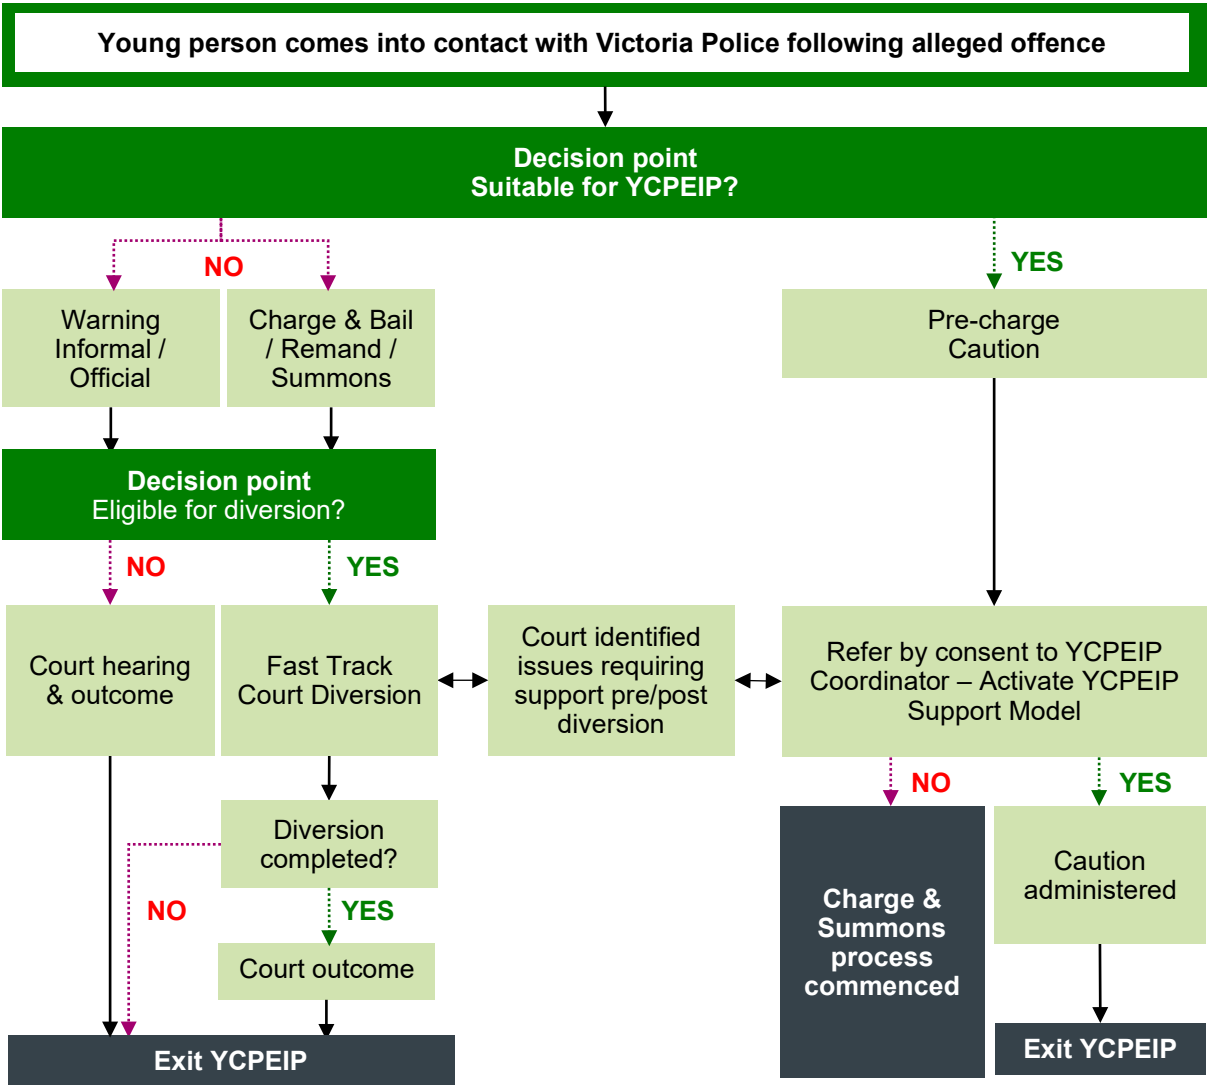 Young person comes into contact with Victoria Police following alleged offence
Decision point
Suitable for YCPEIP?
NO
YES
Warning
Informal /
Official
Charge & Bail
/ Remand /
Summons
Pre-charge
Caution
Decision point
Eligible for diversion?
NO
YES
Court hearing
& outcome
Fast Track
Court Diversion
Court identified
issues requiring
support pre/post
diversion
Refer by consent to YCPEIP
Coordinator – Activate YCPEIP
Support Model
NO
YES
Diversion
completed?
NO
YES
Court outcome
Charge &
Summons
process
commenced
Caution
administered
Exit YCPEIP
Exit YCPEIP